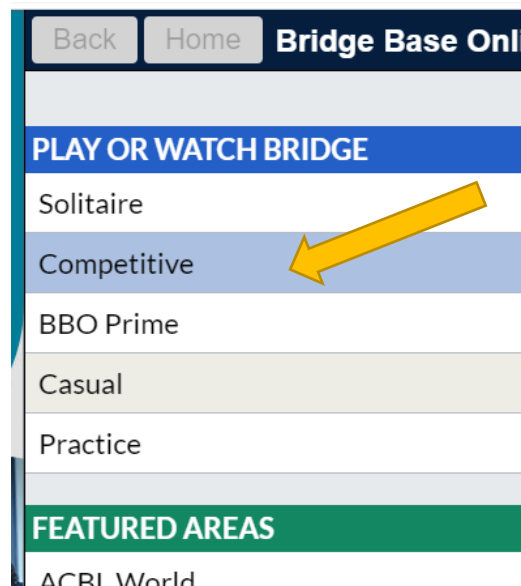 Back Home Bridge Base Onli
PLAY OR WATCH BRIDGE
Solitaire
Competitive
BBO Prime
Casual
Practice
FEATURED AREAS
ACBL World